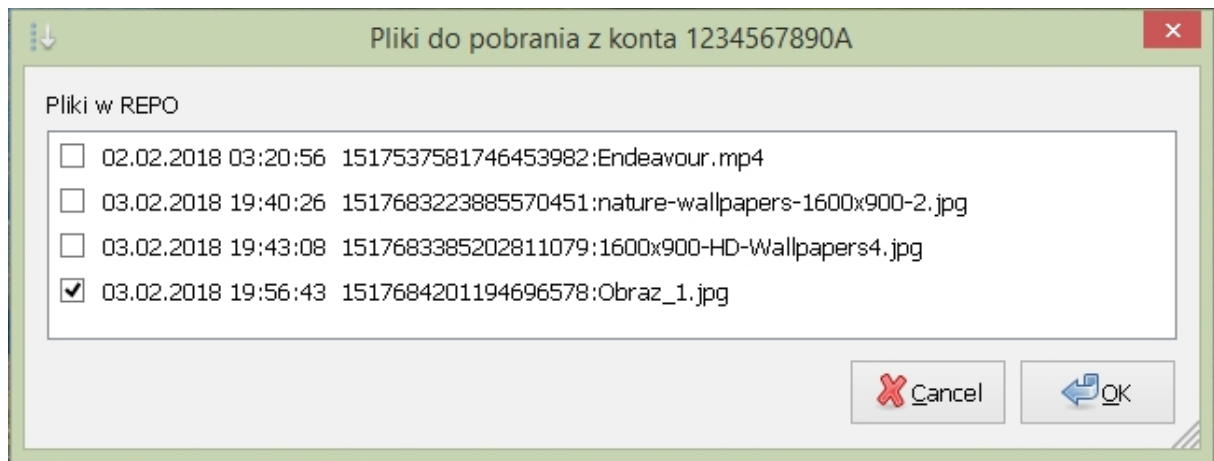 Pliki do pobrania z konta 1234567890A
Pliki w REPO
02.02.2018 03:20:56 1517537581746453982:Endeavour.mp4
03.02.2018 19:40:26 1517683223885570451:nature-wallpapers-1600x900-2.jpg
03.02.2018 19:43:08 1517683385202811079:1600x900-HD-Wallpapers4.jpg
03.02.2018 19:56:43 1517684201194696578:Obraz_1.jpg
Cancel OK